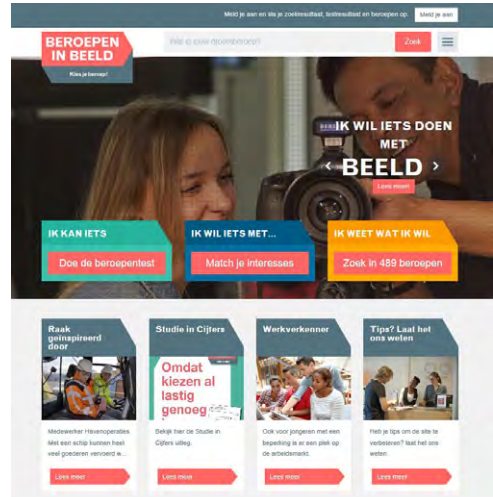 Meld je aan en sla je zoekresultaat, testresultaat en beroepen op.
Meld je aan
BEROEPEN
IN BEELD
Kies je beroep!
Wat is jouw droomberoep?
Zoek
IK WIL IETS DOEN
MET
BEELD
Lees meer
IK KAN IETS
Doe de beroepentest
IK WIL IETS MET...
Match je interesses
IK WEET WAT IK WIL
Zoek in 489 beroepen
Raak
geïnspireerd
door
Medewerker Havenoperaties
Met een schip kunnen heel
veel goederen vervoerd w...
Lees meer
Studie in Cijfers
Omdat
kiezen al
lastig
genoeg
Bekijk hier de Studie in
Cijfers uitleg.
Lees meer
Werkverkenner
Ook voor jongeren met een
beperking is er een plek op
de arbeidsmarkt.
Lees meer
Tips? Laat het
ons weten
Heb je tips om de site te
verbeteren? laat het ons
weten
Lees meer